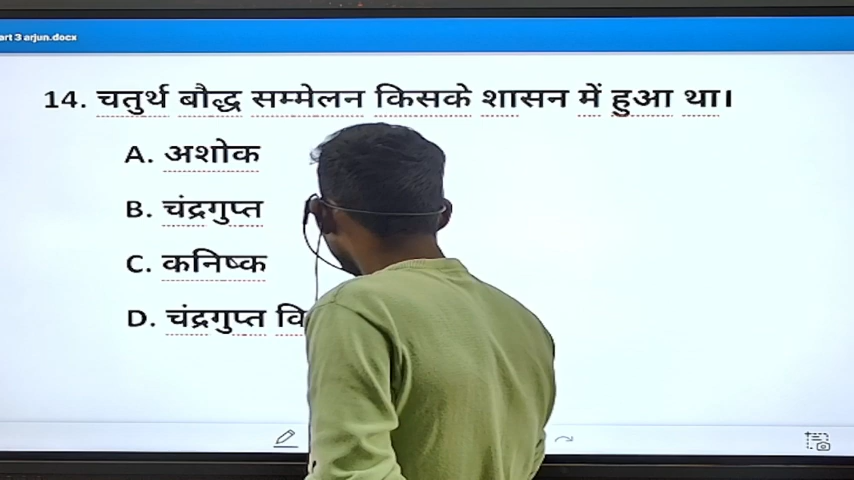 art 3 arjun.docx
14. चतुर्थ बौद्ध सम्मेलन किसके शासन में हुआ था।
A. अशोक
B. चंद्रगुप्त
C. कनिष्क
D. चंद्रगुप्त